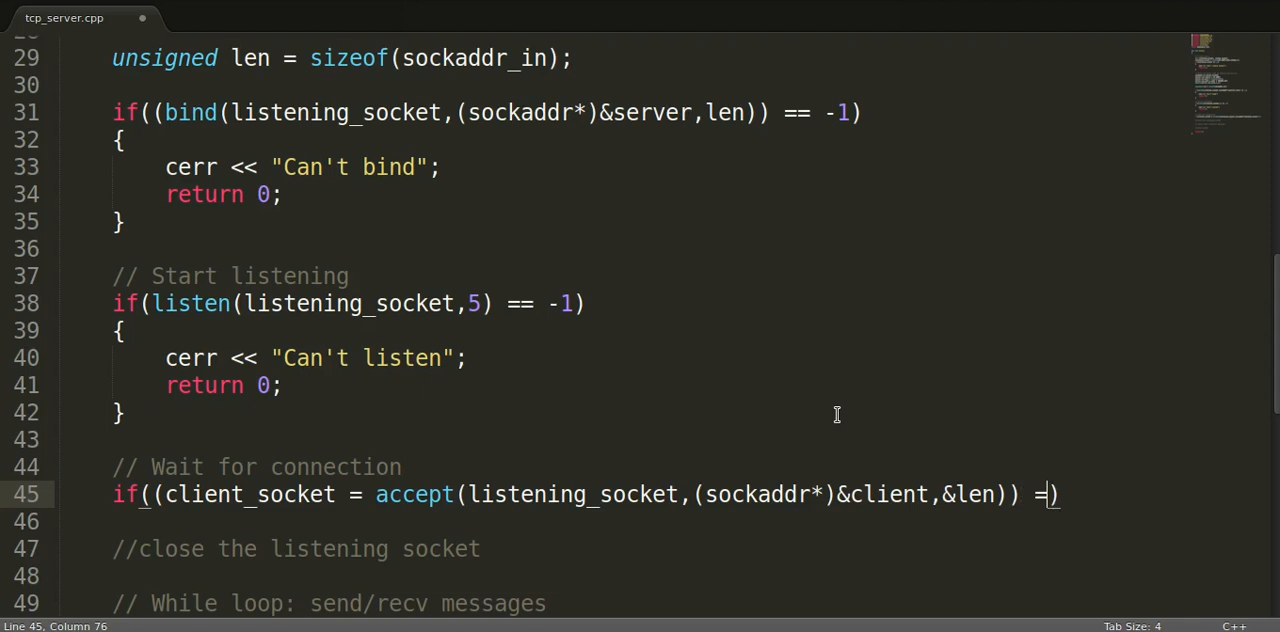 tcp_server.cpp
29 unsigned len = sizeof(sockaddr_in);
30
31 if((bind(listening_socket,(sockaddr*)&server,len)) == -1)
32 {
33 cerr << "Can't bind";
34 return 0;
35 }
36
37 // Start listening
38 if(listen(listening_socket,5) == -1)
39 {
40 cerr << "Can't listen";
41 return 0;
42 }
43
44 // Wait for connection
45 if((client_socket = accept(listening_socket,(sockaddr*)&client,&len)) =)
46
47 //close the listening socket
48
49 // While loop: send/recv messages
Line 45, Column 76 Tab Size: 4 C++